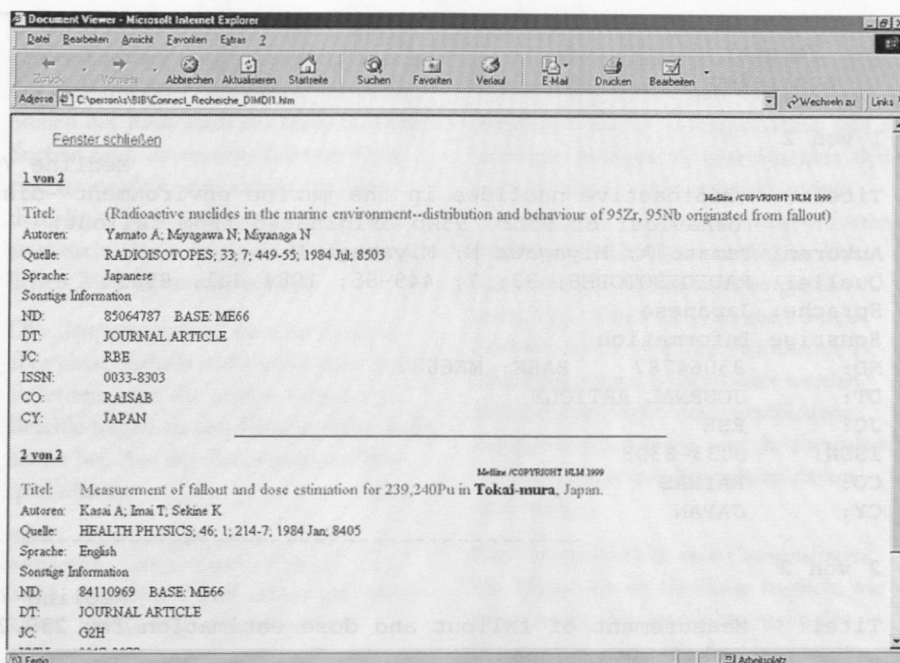 Document Viewer - Microsoft Internet Explorer
Datei Bearbeiten Ansicht Favoriten Extras ?
Zurück Vorwärts Abbrechen Aktualisieren Startseite Suchen Favoriten Verlauf E-Mail Drucken Bearbeiten
Adresse C:\person\s\BIB\Connect_Recherche_DIMDI1.htm Wechseln zu Links
Fenster schließen
1 von 2
Medline /COPYRIGHT NLM 1999
Titel: (Radioactive nuclides in the marine environment--distribution and behaviour of 95Zr, 95Nb originated from fallout)
Autoren: Yamato A; Miyagawa N; Miyanaga N
Quelle: RADIOISOTOPES; 33; 7; 449-55; 1984 Jul; 8503
Sprache: Japanese
Sonstige Information
ND: 85064787 BASE: ME66
DT: JOURNAL ARTICLE
JC: RBE
ISSN: 0033-8303
CO: RAISAB
CY: JAPAN
2 von 2
Medline /COPYRIGHT NLM 1999
Titel: Measurement of fallout and dose estimation for 239,240Pu in Tokai-mura, Japan.
Autoren: Kasai A; Imai T; Sekine K
Quelle: HEALTH PHYSICS; 46; 1; 214-7; 1984 Jan; 8405
Sprache: English
Sonstige Information
ND: 84110969 BASE: ME66
DT: JOURNAL ARTICLE
JC: G2H
Fertig Arbeitsplatz